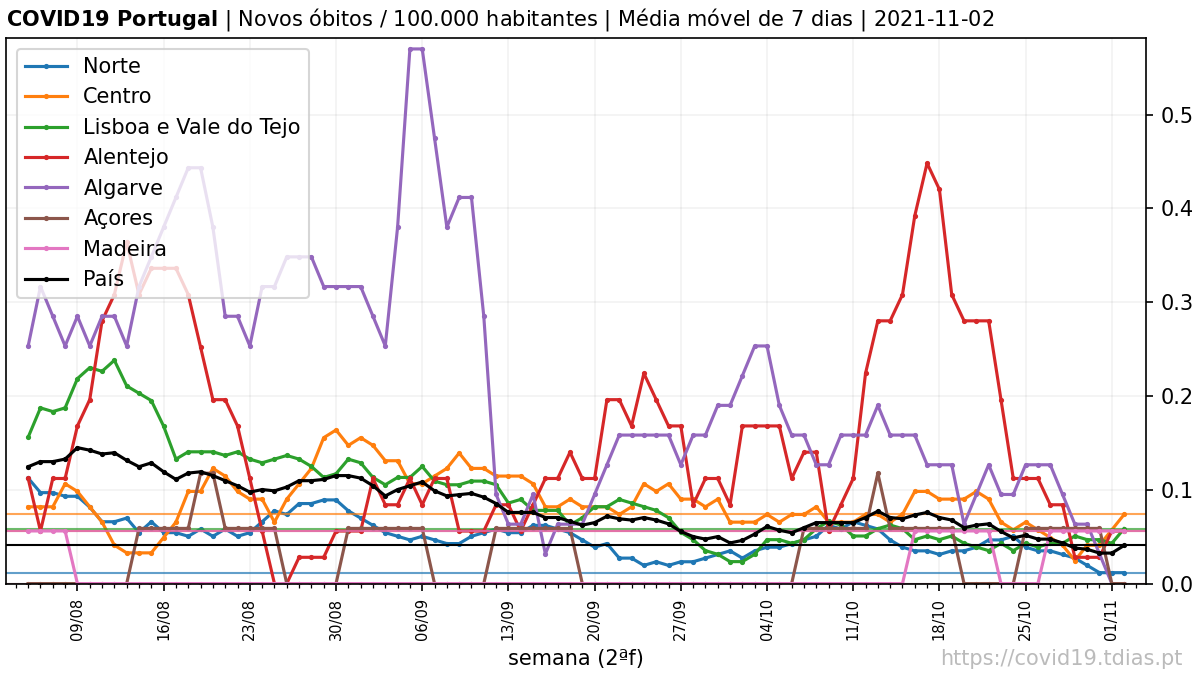 COVID19 Portugal | Novos óbitos / 100.000 habitantes | Média móvel de 7 dias | 2021-11-02
Norte
Centro
Lisboa e Vale do Tejo
Alentejo
Algarve
Açores
Madeira
País
0.5
0.4
0.3
0.2
0.1
0.0
09/08
16/08
23/08
30/08
06/09
13/09
20/09
27/09
04/10
11/10
18/10
25/10
01/11
semana (2ªf)
https://covid19.tdias.pt